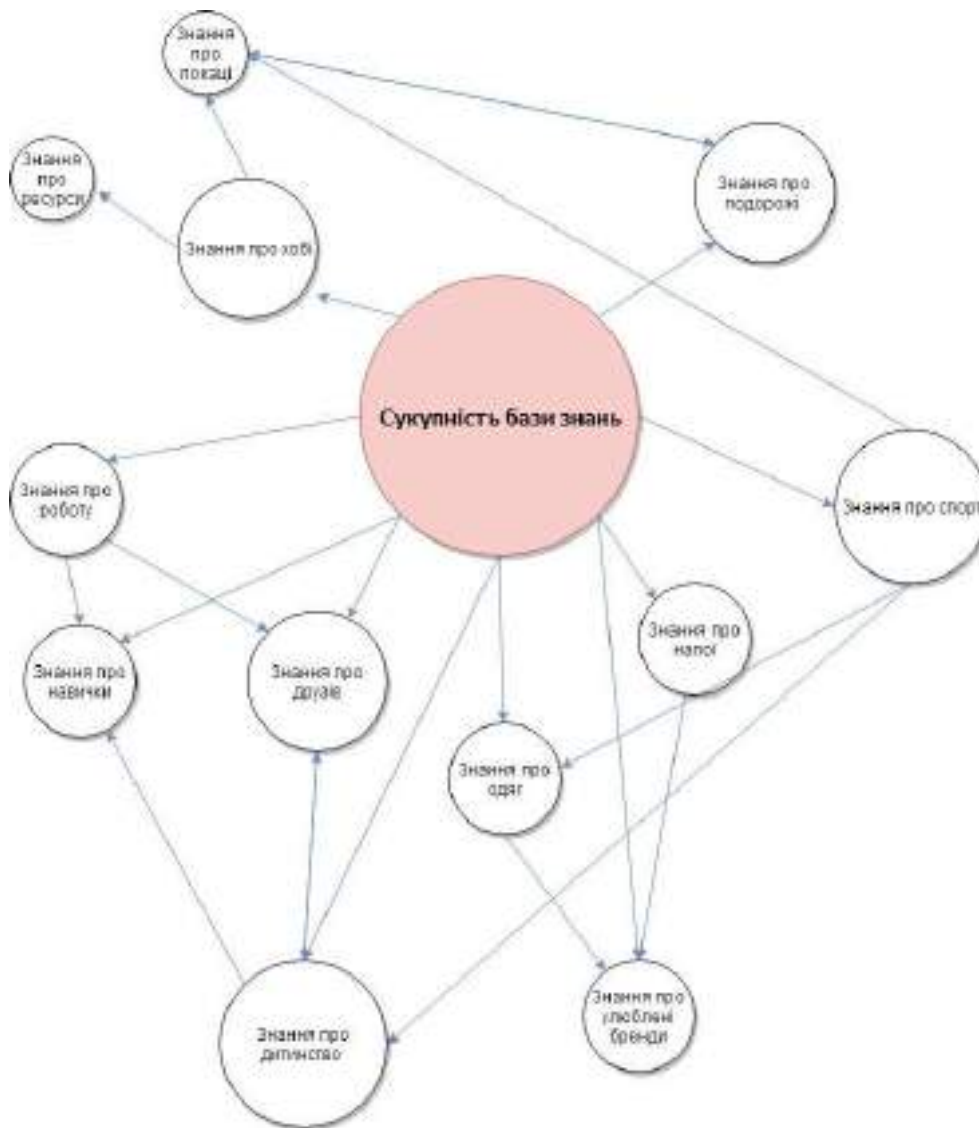 Знання
про
локаці
Знання
про
ресурси
Знання про хобі
Знання про
подорожі
Сукупність бази знань
Знання про
роботу
Знання про спорт
Знання про
навички
Знання про
друзів
Знання про
напої
Знання про
одяг
Знання про
дитинство
Знання про
улюблені
бренди